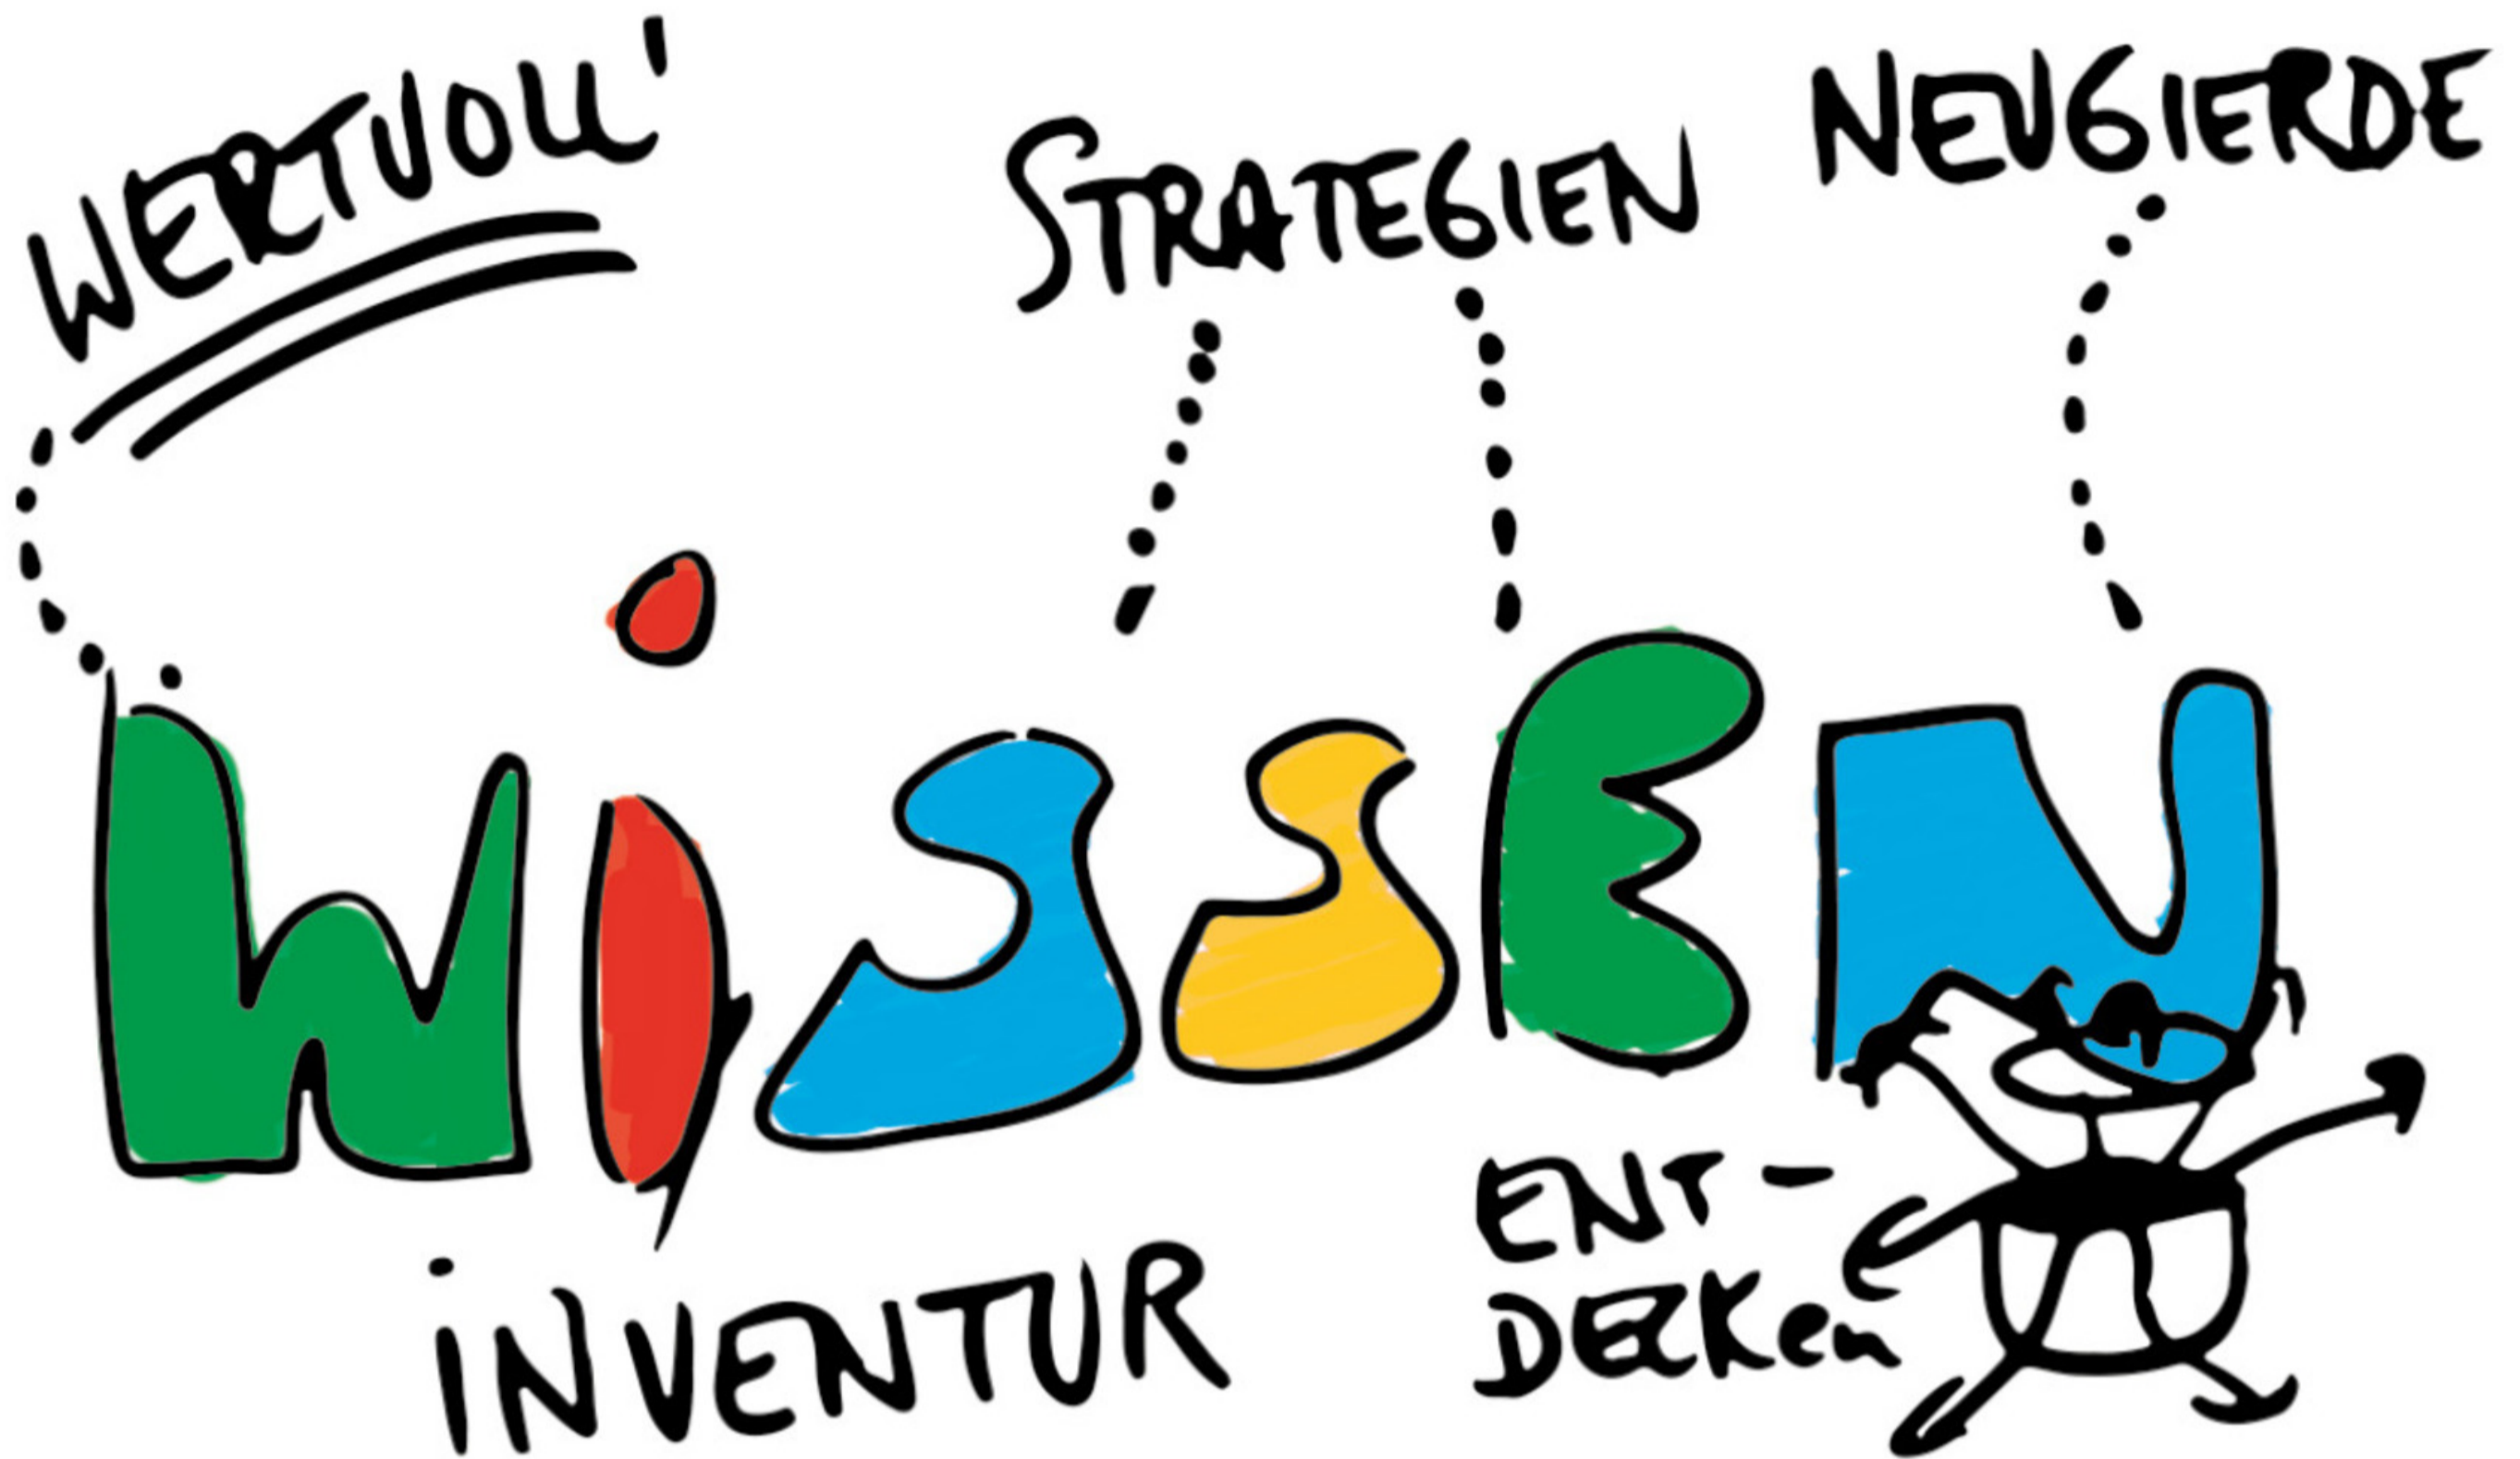 WERTVOLL'
STRATEGIEN
NEUGIERDE
WiSSEN
iNVENTUR
ENT-
DECKen